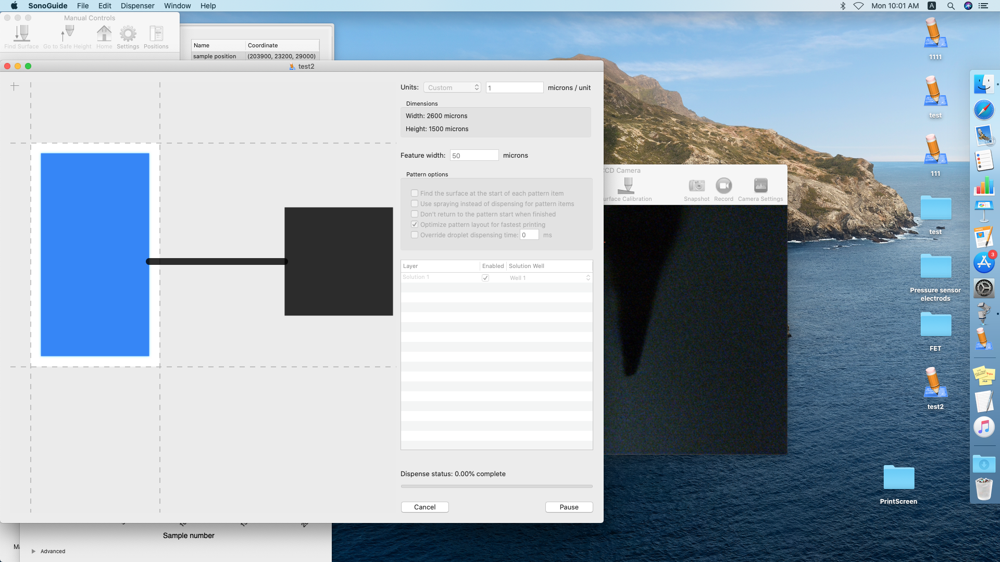 SonoGuide File Edit Dispenser Window Help
Mon 10:01 AM A
Manual Controls
Find Surface Go to Safe Height Home Settings Positions
Name Coordinate
sample position (203900, 23200, 29000)
test2
Units: Custom 1 microns / unit
Dimensions
Width: 2600 microns
Height: 1500 microns
Feature width: 50 microns
Pattern options
Find the surface at the start of each pattern item
Use spraying instead of dispensing for pattern items
Don't return to the pattern start when finished
Optimize pattern layout for fastest printing
Override droplet dispensing time: 0 ms
Layer Enabled Solution Well
Solution 1 Well 1
Dispense status: 0.00% complete
Cancel Pause
Sample number
Advanced
CCD Camera
urface Calibration Snapshot Record Camera Settings
1111
test
111
test
Pressure sensor
electrods
FET
test2
PrintScreen
3